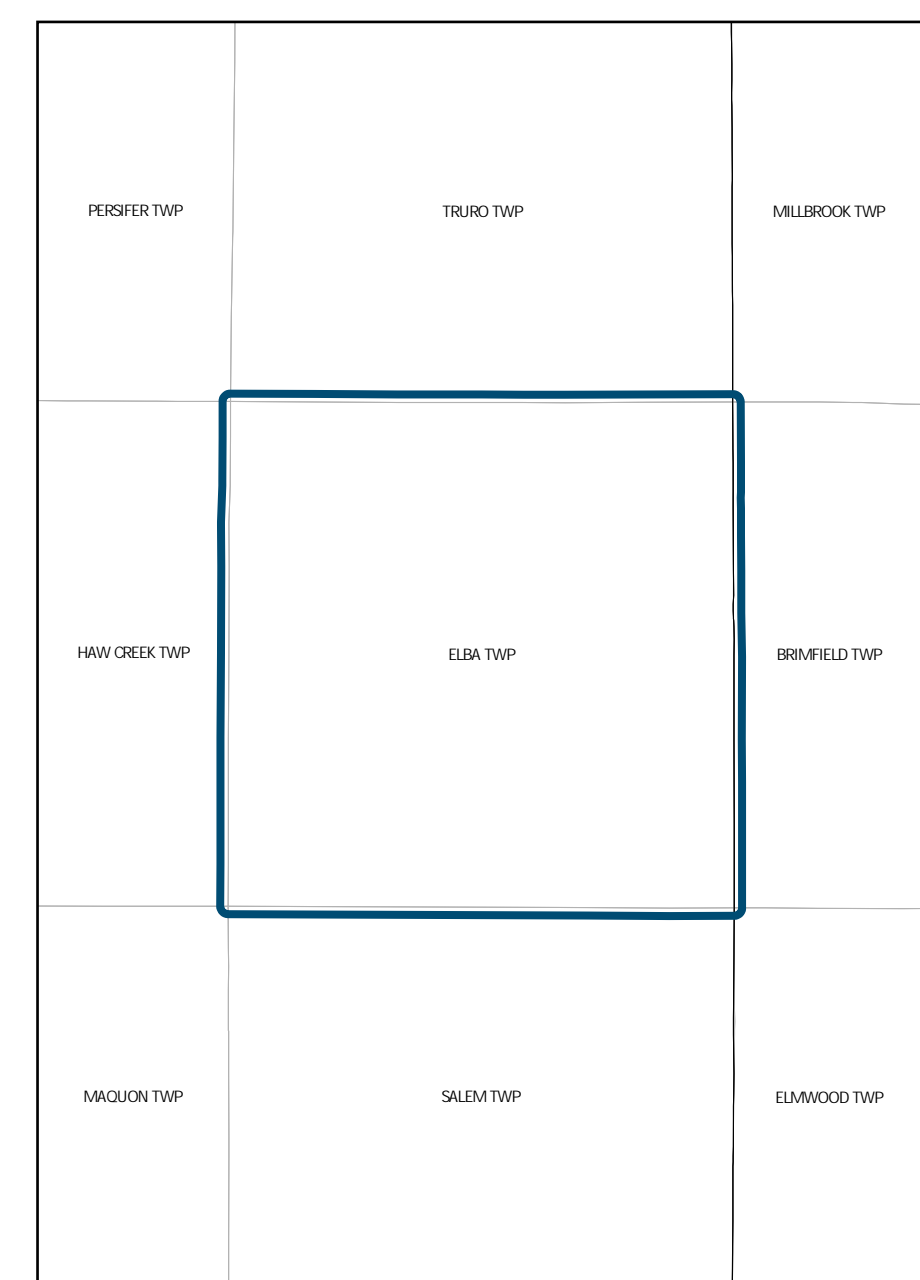 PERSIFER TWP
TRURO TWP
MILLBROOK TWP
HAW CREEK TWP
ELBA TWP
BRIMFIELD TWP
MAQUON TWP
SALEM TWP
ELMWOOD TWP